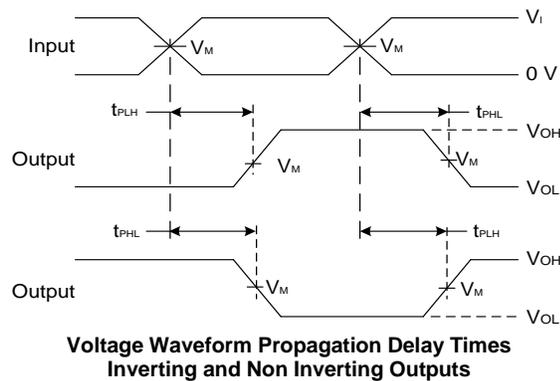 VI
Input VM VM
0 V
tPLH tPHL
VOH
Output VM VM
VOL
tPHL tPLH
VOH
Output VM VM
VOL
Voltage Waveform Propagation Delay Times
Inverting and Non Inverting Outputs